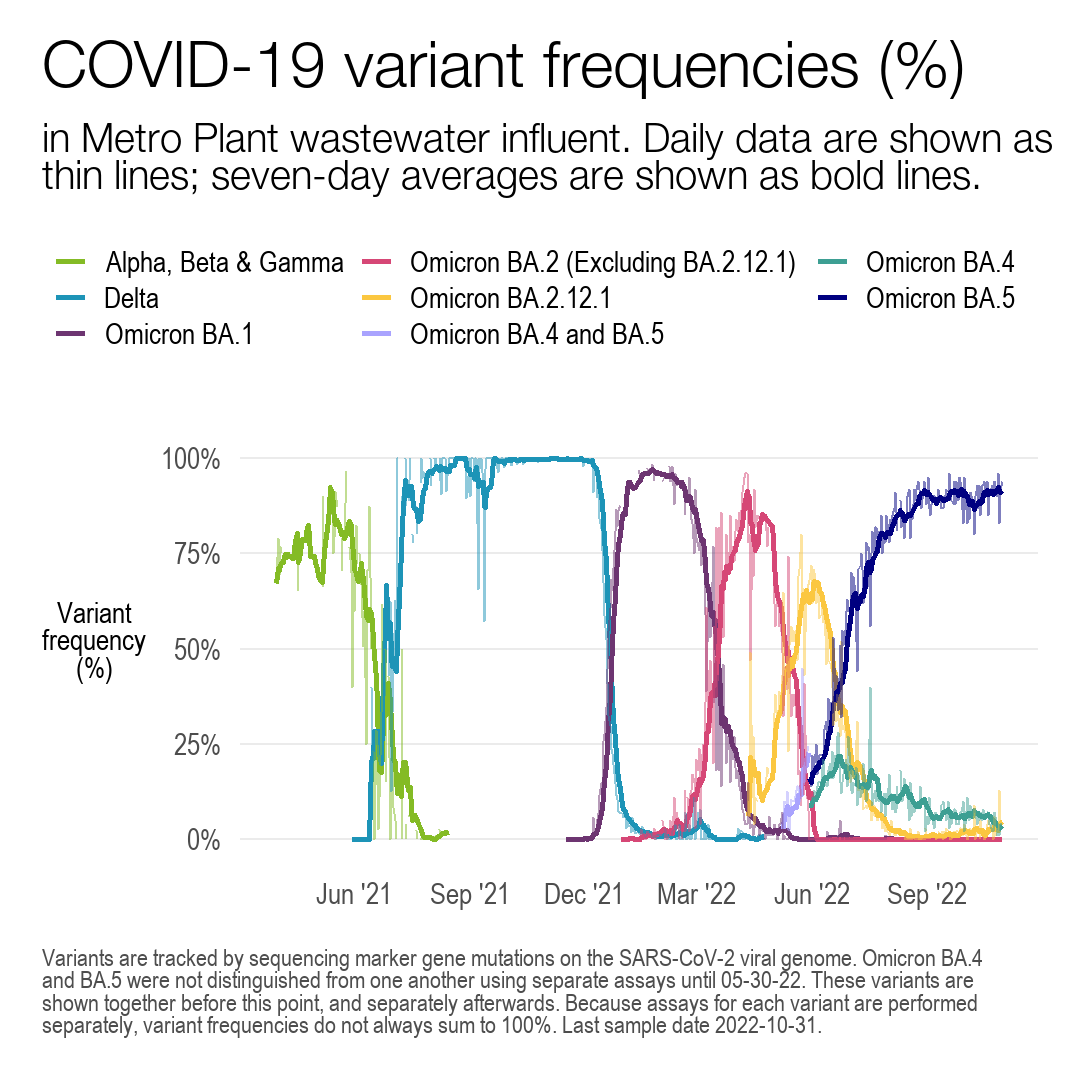 COVID-19 variant frequencies (%)
in Metro Plant wastewater influent. Daily data are shown as
thin lines; seven-day averages are shown as bold lines.
Alpha, Beta & Gamma
Delta
Omicron BA.1
Omicron BA.2 (Excluding BA.2.12.1)
Omicron BA.2.12.1
Omicron BA.4 and BA.5
Omicron BA.4
Omicron BA.5
Variant
frequency
(%)
100%
75%
50%
25%
0%
Jun '21
Sep '21
Dec '21
Mar '22
Jun '22
Sep '22
Variants are tracked by sequencing marker gene mutations on the SARS-CoV-2 viral genome. Omicron BA.4
and BA.5 were not distinguished from one another using separate assays until 05-30-22. These variants are
shown together before this point, and separately afterwards. Because assays for each variant are performed
separately, variant frequencies do not always sum to 100%. Last sample date 2022-10-31.